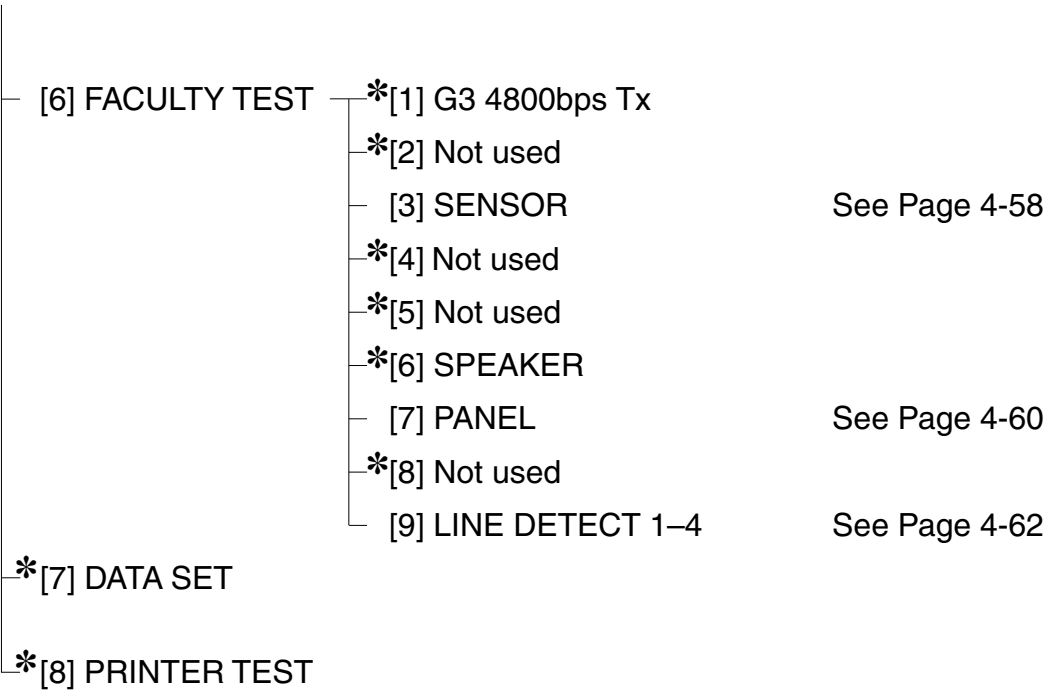 [6] FACULTY TEST *[1] G3 4800bps Tx
*[2] Not used
[3] SENSOR See Page 4-58
*[4] Not used
*[5] Not used
*[6] SPEAKER
[7] PANEL See Page 4-60
*[8] Not used
[9] LINE DETECT 1–4 See Page 4-62
*[7] DATA SET
*[8] PRINTER TEST